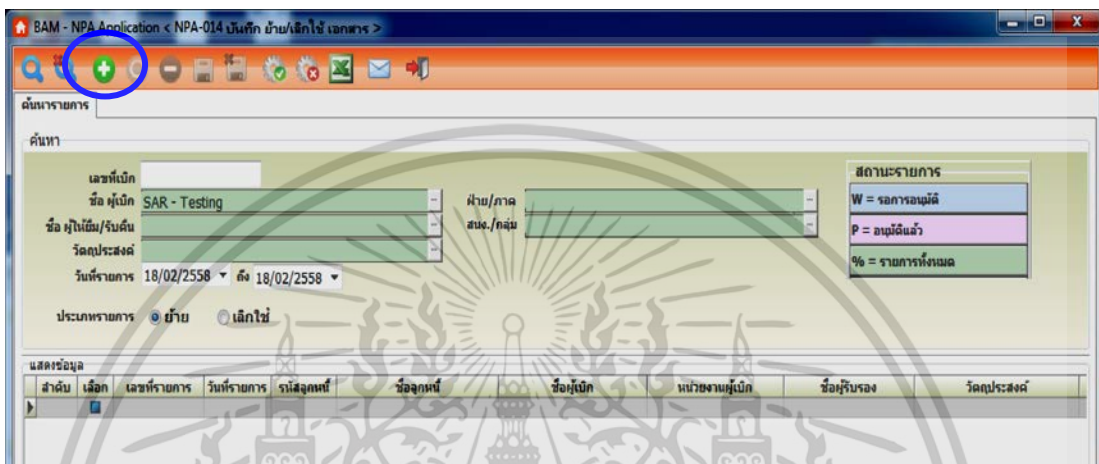 BAM - NPA Application < NPA-014 บันทึก ย้าย/เลิกใช้ เอกสาร >
ค้นหารายการ
ค้นหา
เลขที่เบิก
ชื่อ ผู้เบิก SAR - Testing ฝ่าย/ภาค
ชื่อ ผู้ให้ยืม/รับคืน สนง./กลุ่ม
วัตถุประสงค์
วันที่รายการ 18/02/2558 ถึง 18/02/2558
ประเภทรายการ ย้าย เลิกใช้
สถานะรายการ
W = รอการอนุมัติ
P = อนุมัติแล้ว
% = รายการทั้งหมด
แสดงข้อมูล
ลำดับ เลือก เลขที่รายการ วันที่รายการ รหัสลูกหนี้ ชื่อลูกหนี้ ชื่อผู้เบิก หน่วยงานผู้เบิก ชื่อผู้รับรอง วัตถุประสงค์